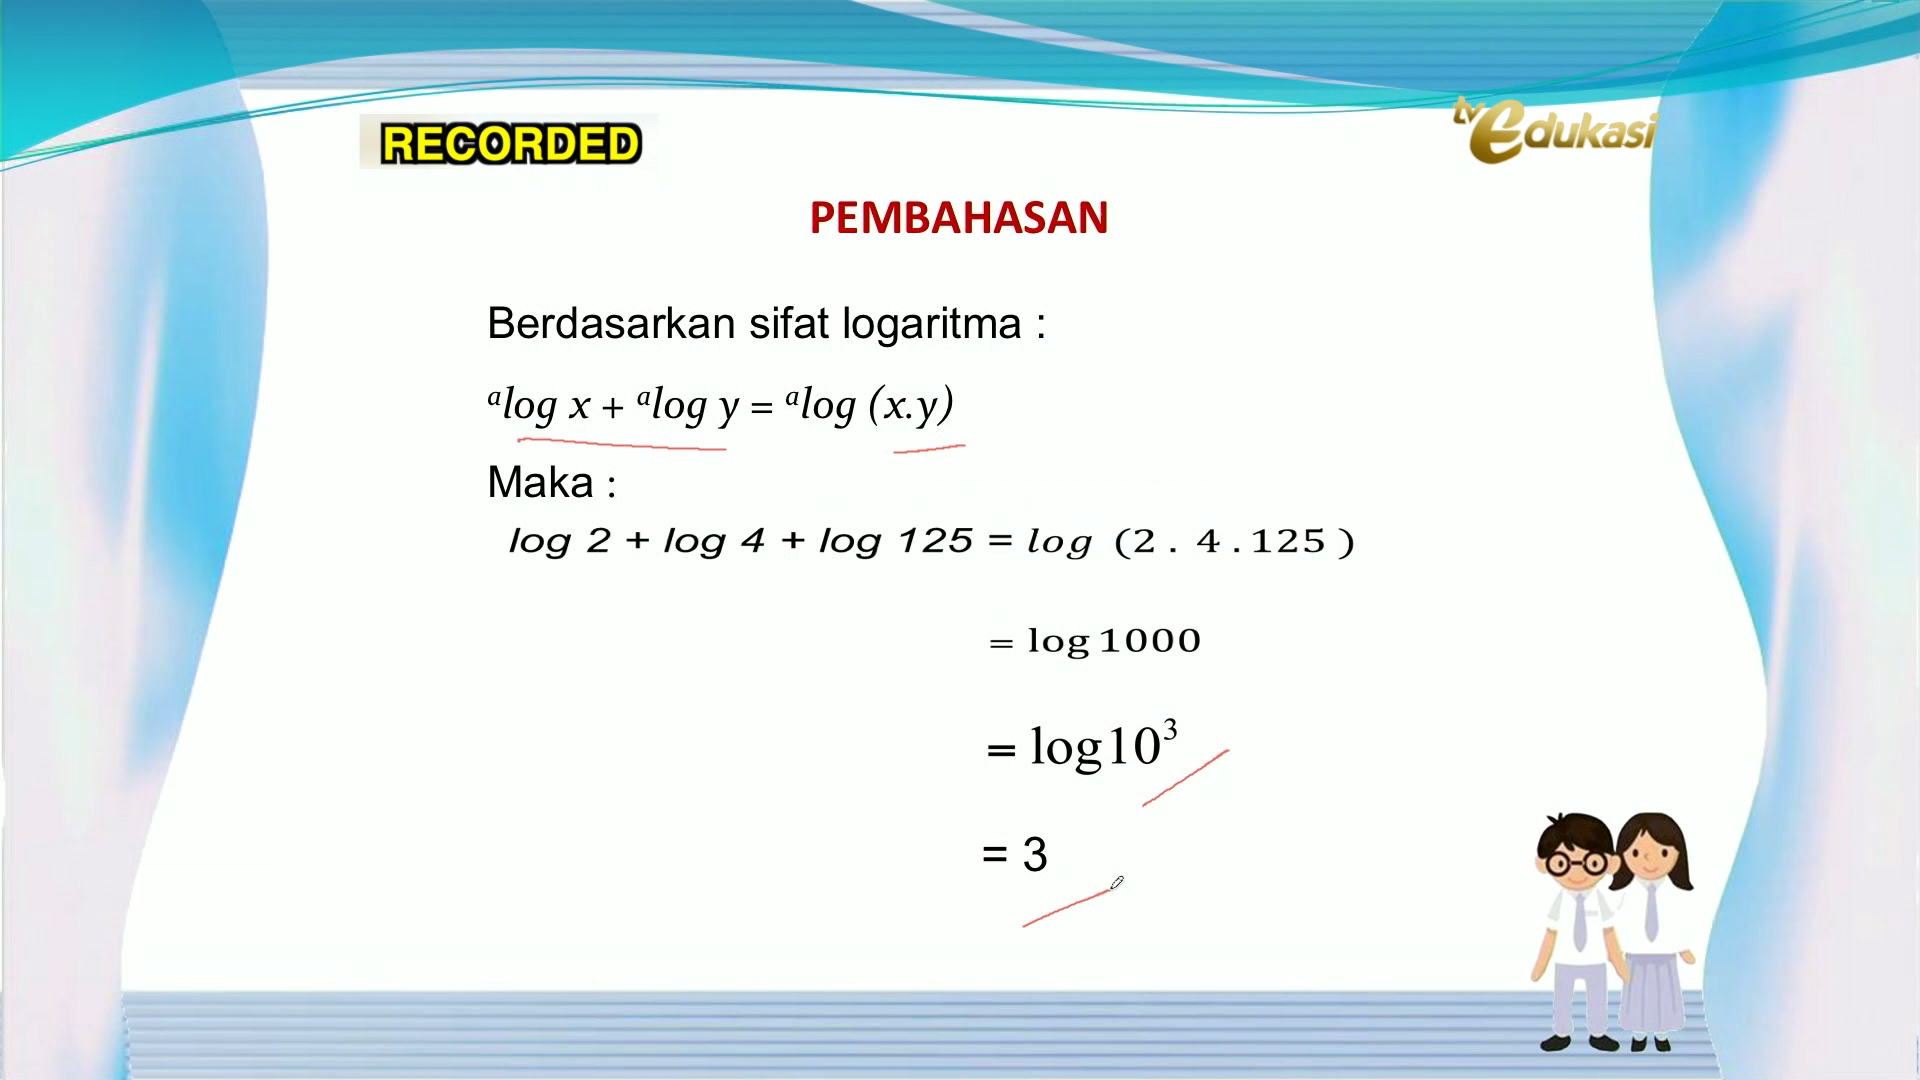 RECORDED
tv edukasi
PEMBAHASAN
Berdasarkan sifat logaritma :
ᵃlog x + ᵃlog y = ᵃlog (x.y)
Maka :
log 2 + log 4 + log 125 = log (2 . 4 . 125 )
= log 1000
= log10³
= 3